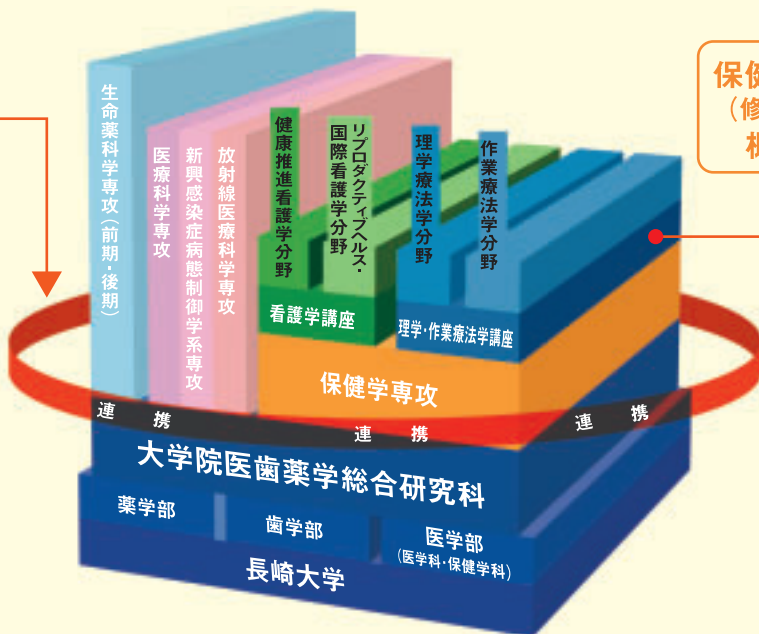 保健
（修
概
生命薬科学専攻（前期・後期）
医療科学専攻
新興感染症病態制御学系専攻
放射線医療科学専攻
健康推進看護学分野
リプロダクティブヘルス・
国際看護学分野
理学療法学分野
作業療法学分野
看護学講座
理学・作業療法学講座
保健学専攻
連携
連携
連携
大学院医歯薬学総合研究科
薬学部
歯学部
医学部
（医学科・保健学科）
長崎大学